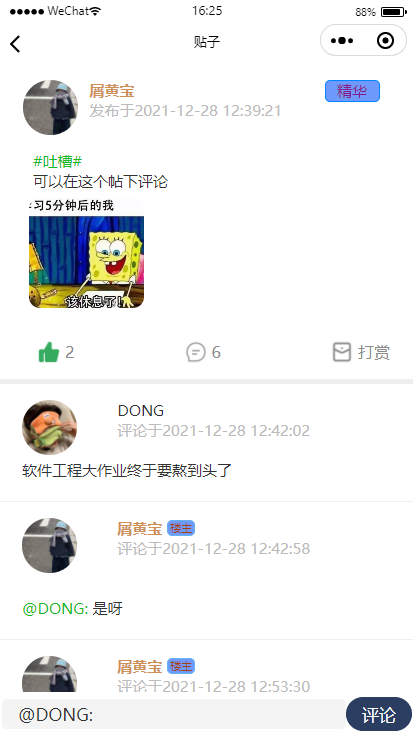 WeChat 16:25 88%
贴子
屑黄宝 精华
发布于2021-12-28 12:39:21
#吐槽#
可以在这个帖下评论
习5分钟后的我
该休息了!
2 6 打赏
DONG
评论于2021-12-28 12:42:02
软件工程大作业终于要熬到头了
屑黄宝 楼主
评论于2021-12-28 12:42:58
@DONG: 是呀
屑黄宝 楼主
评论于2021-12-28 12:53:30
@DONG: 评论